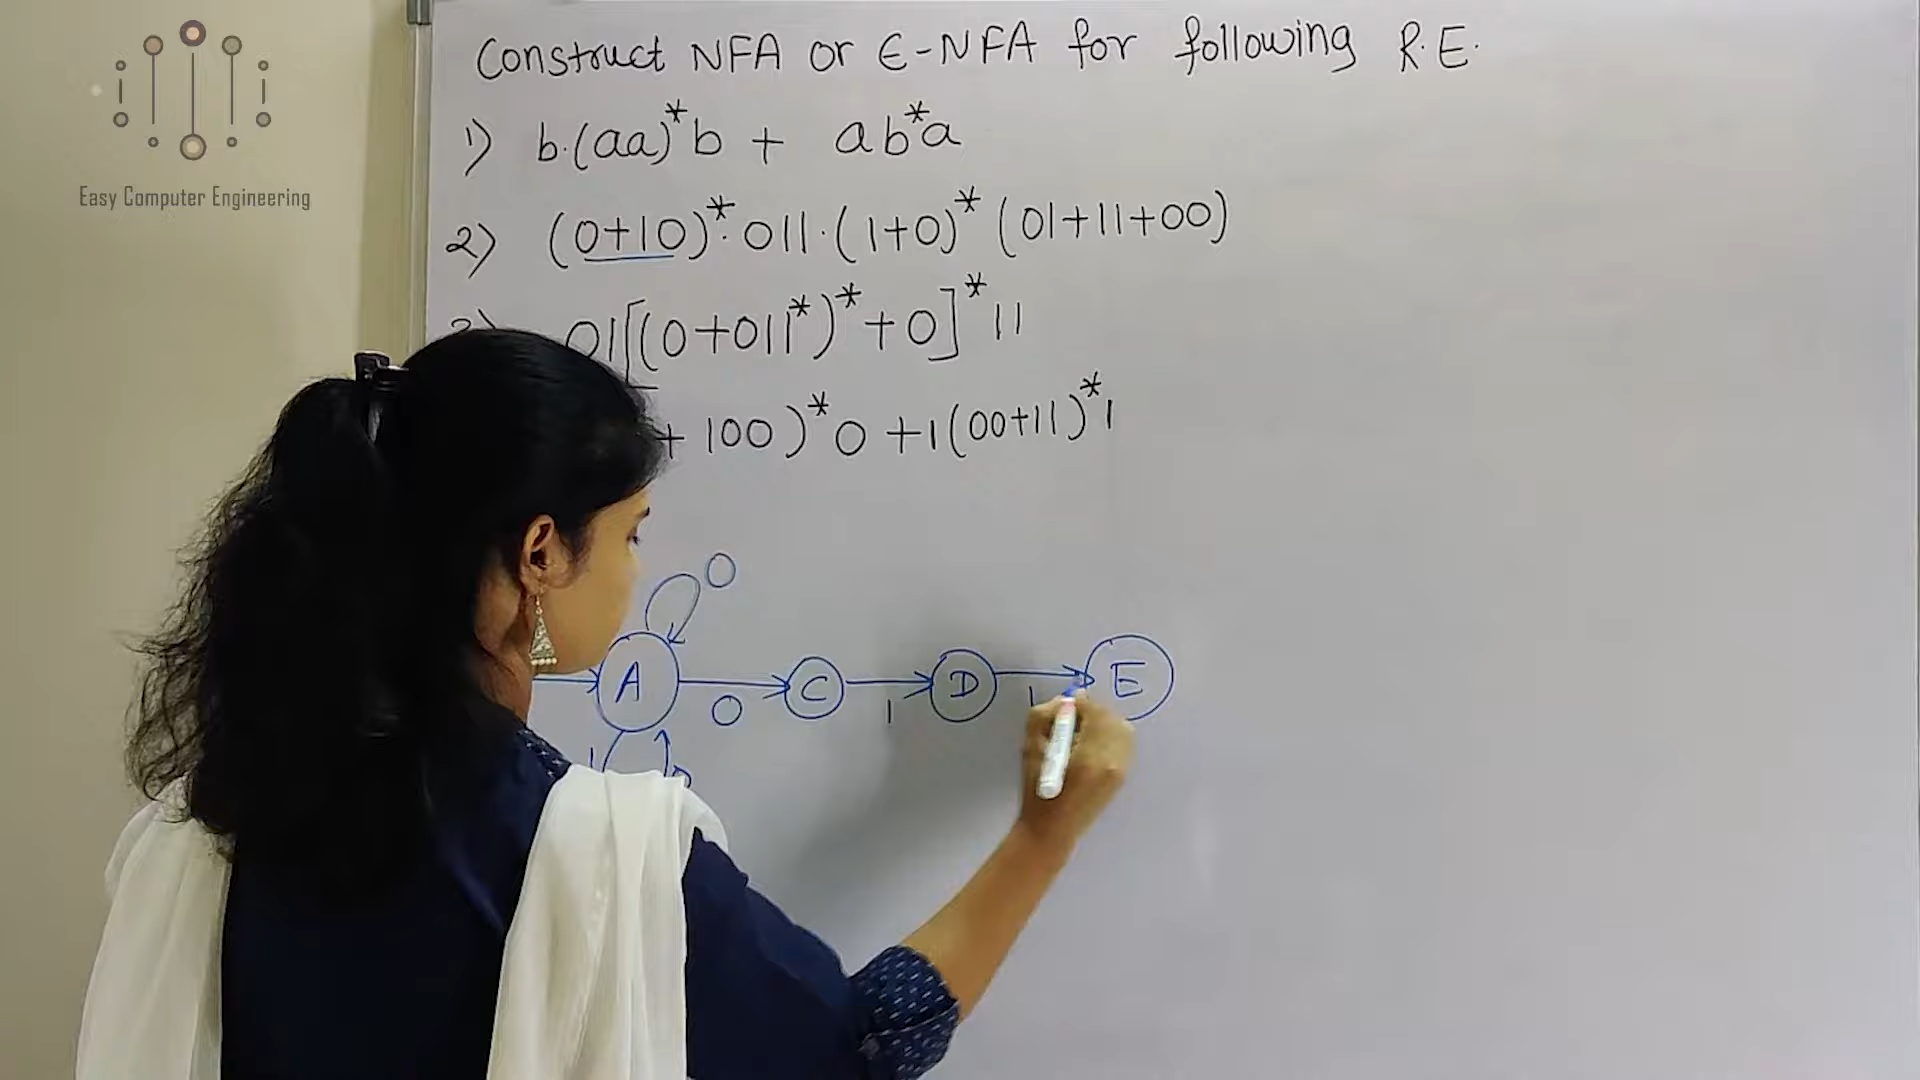 Easy Computer Engineering
Construct NFA or ϵ-NFA for following R.E.
1) b.(aa)*b + ab*a
2) (0+10)*.011.(1+0)*(01+11+00)
01[(0+011*)*+0]*11
+ 100)*0 +1(00+11)*1
0
A C D E
0 1 1
1